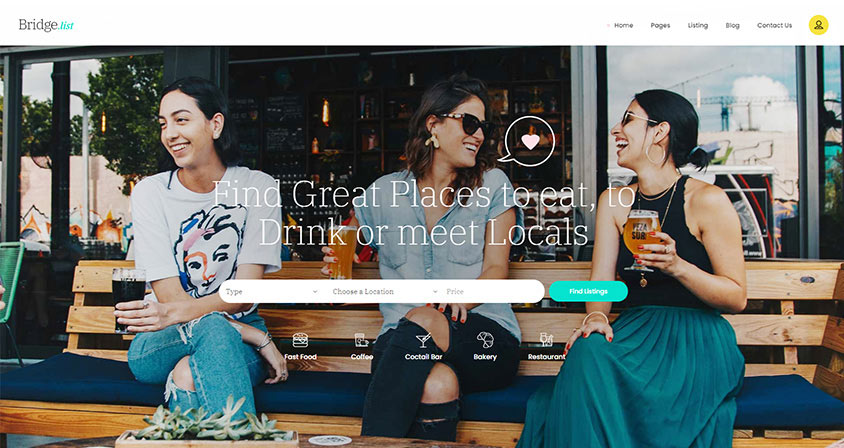 Bridge.list
Home Pages Listing Blog Contact Us
Find Great Places to eat, to
Drink or meet Locals
Type Choose a Location Price Find Listings
Fast Food Coffee Coctail Bar Bakery Restaurant